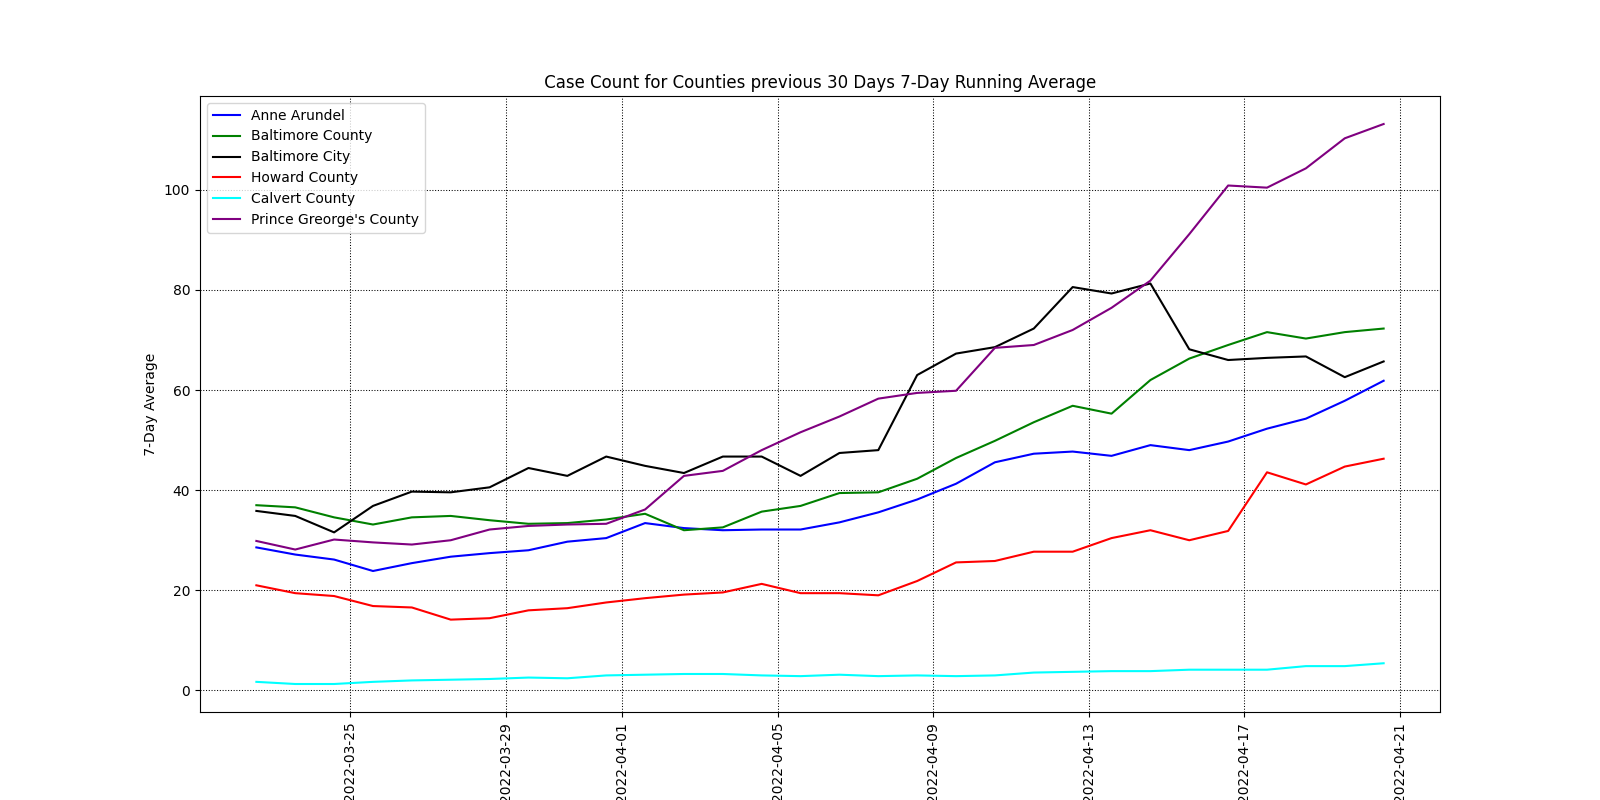 Case Count for Counties previous 30 Days 7-Day Running Average
Anne Arundel
Baltimore County
Baltimore City
Howard County
Calvert County
Prince Greorge's County
7-Day Average
100
80
60
40
20
0
2022-03-25
2022-03-29
2022-04-01
2022-04-05
2022-04-09
2022-04-13
2022-04-17
2022-04-21